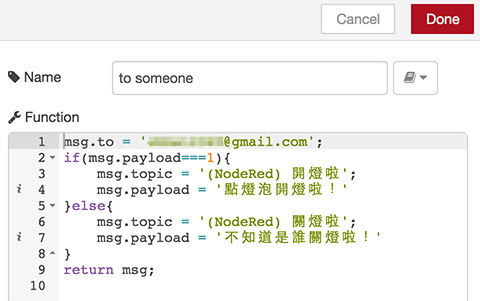 Cancel
Done
Name
to someone
Function
1 msg.to = '@gmail.com';
2 if(msg.payload===1){
3 msg.topic = '(NodeRed) 開燈啦';
i 4 msg.payload = '點燈泡開燈啦！'
5 }else{
6 msg.topic = '(NodeRed) 關燈啦';
i 7 msg.payload = '不知道是誰關燈啦！'
8 }
9 return msg;
10